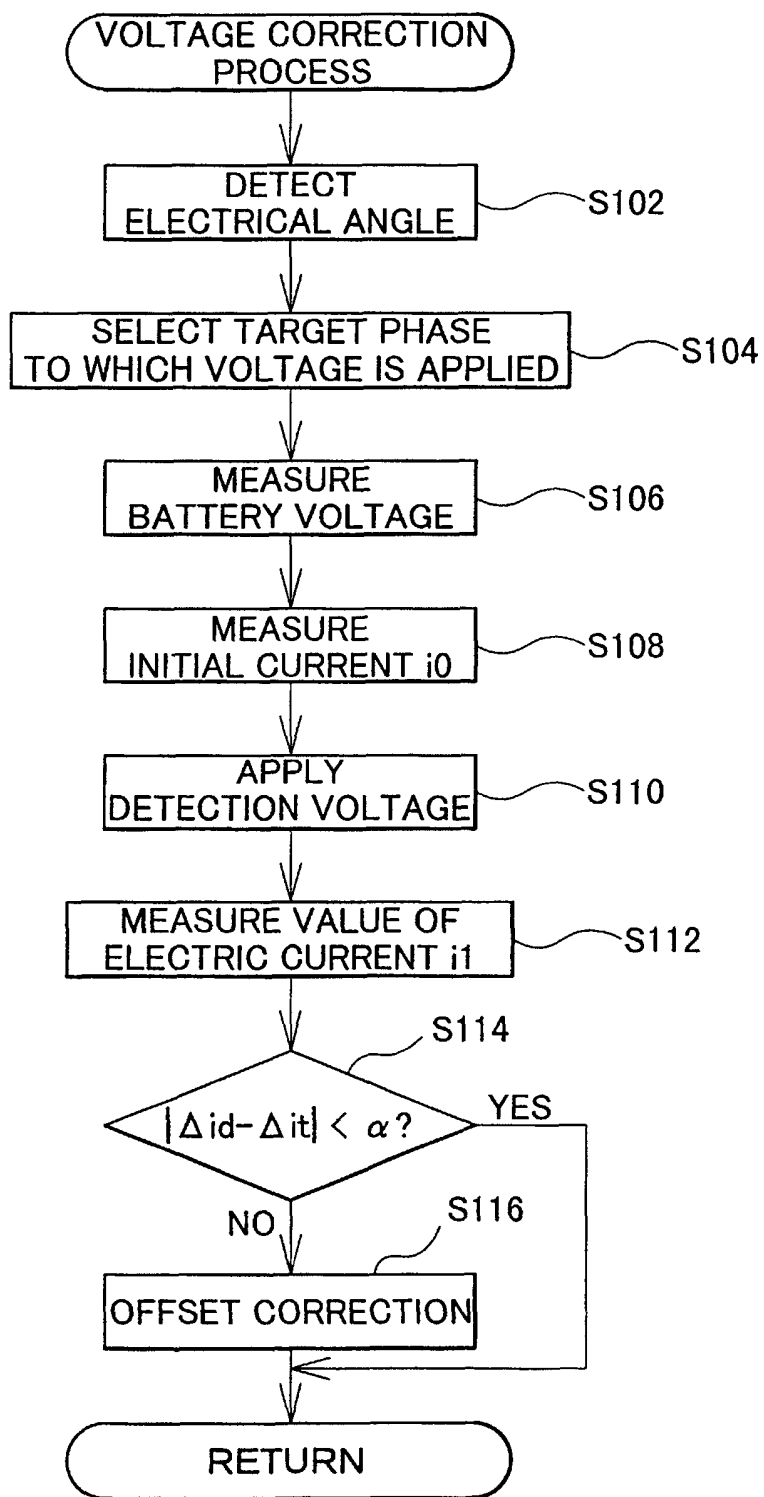 VOLTAGE CORRECTION
PROCESS
DETECT
ELECTRICAL ANGLE
S102
SELECT TARGET PHASE
TO WHICH VOLTAGE IS APPLIED
S104
MEASURE
BATTERY VOLTAGE
S106
MEASURE
INITIAL CURRENT i0
S108
APPLY
DETECTION VOLTAGE
S110
MEASURE VALUE OF
ELECTRIC CURRENT i1
S112
S114
|Δid-Δit| < α?
YES
NO
S116
OFFSET CORRECTION
RETURN